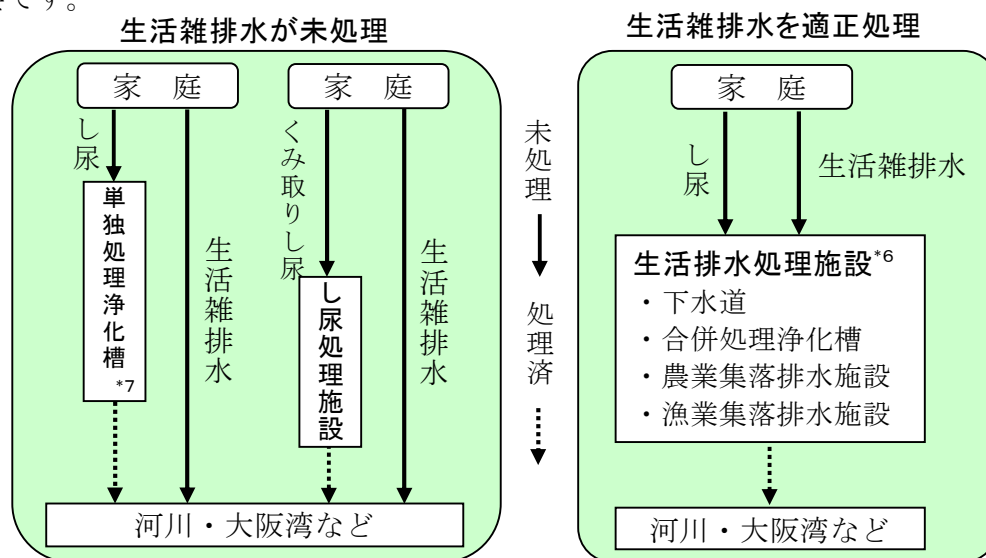 です。
生活雑排水が未処理
家 庭
し尿
単独処理浄化槽
*7
生活雑排水
家 庭
くみ取りし尿
し尿処理施設
生活雑排水
河川・大阪湾など
未処理
処理済
生活雑排水を適正処理
家 庭
し尿
生活雑排水
生活排水処理施設*6
・下水道
・合併処理浄化槽
・農業集落排水施設
・漁業集落排水施設
河川・大阪湾など